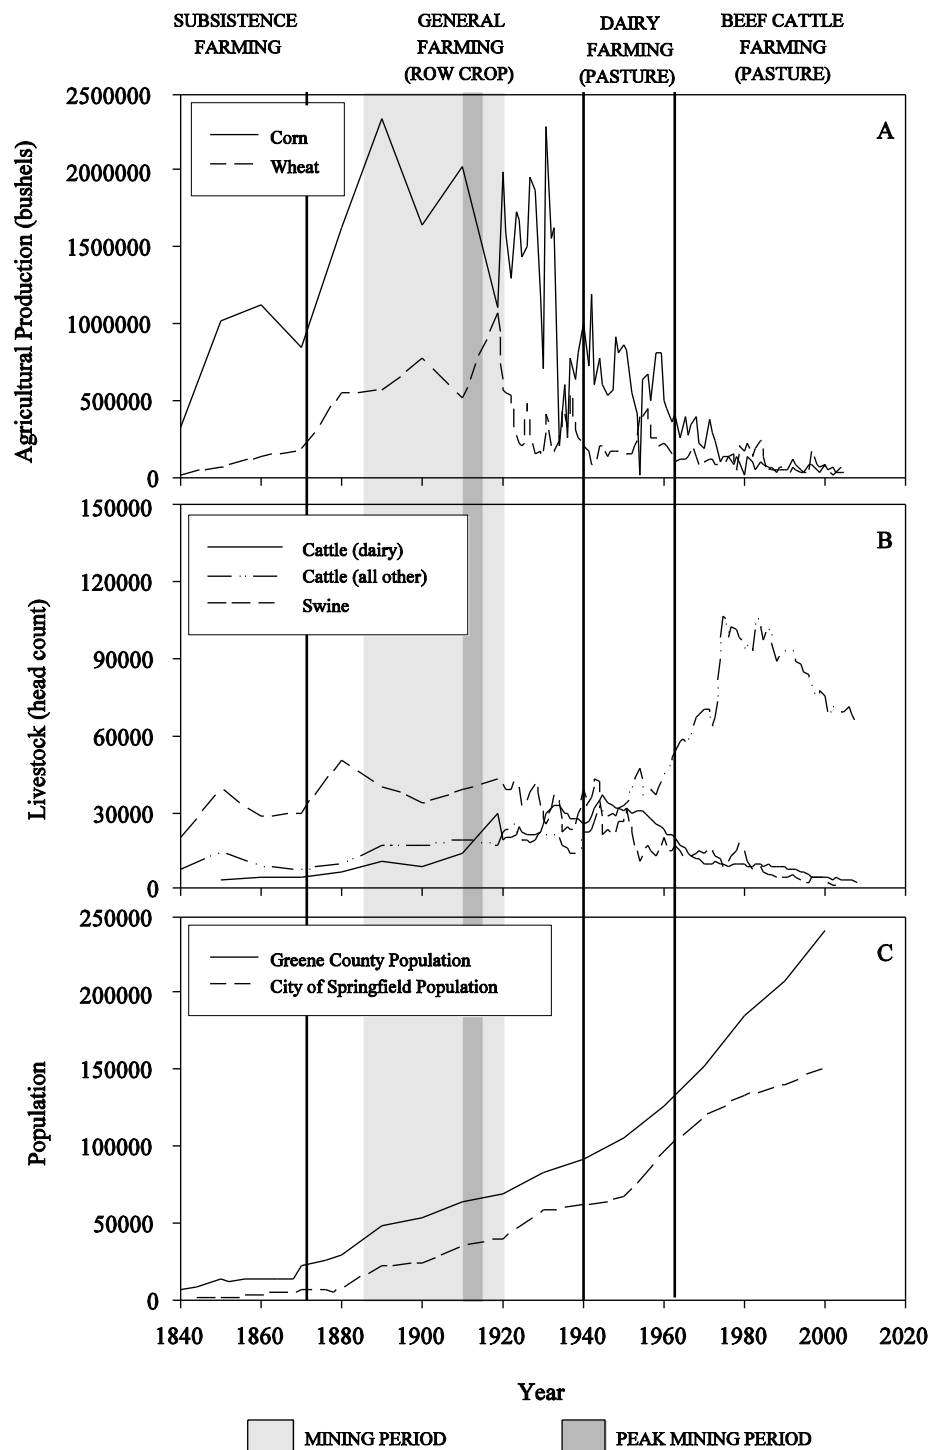 SUBSISTENCE
FARMING
GENERAL
FARMING
(ROW CROP)
DAIRY
FARMING
(PASTURE)
BEEF CATTLE
FARMING
(PASTURE)
Agricultural Production (bushels)
2500000
2000000
1500000
1000000
500000
0
Corn
Wheat
A
Livestock (head count)
150000
120000
90000
60000
30000
0
Cattle (dairy)
Cattle (all other)
Swine
B
Population
250000
200000
150000
100000
50000
0
Greene County Population
City of Springfield Population
C
1840 1860 1880 1900 1920 1940 1960 1980 2000 2020
Year
MINING PERIOD
PEAK MINING PERIOD